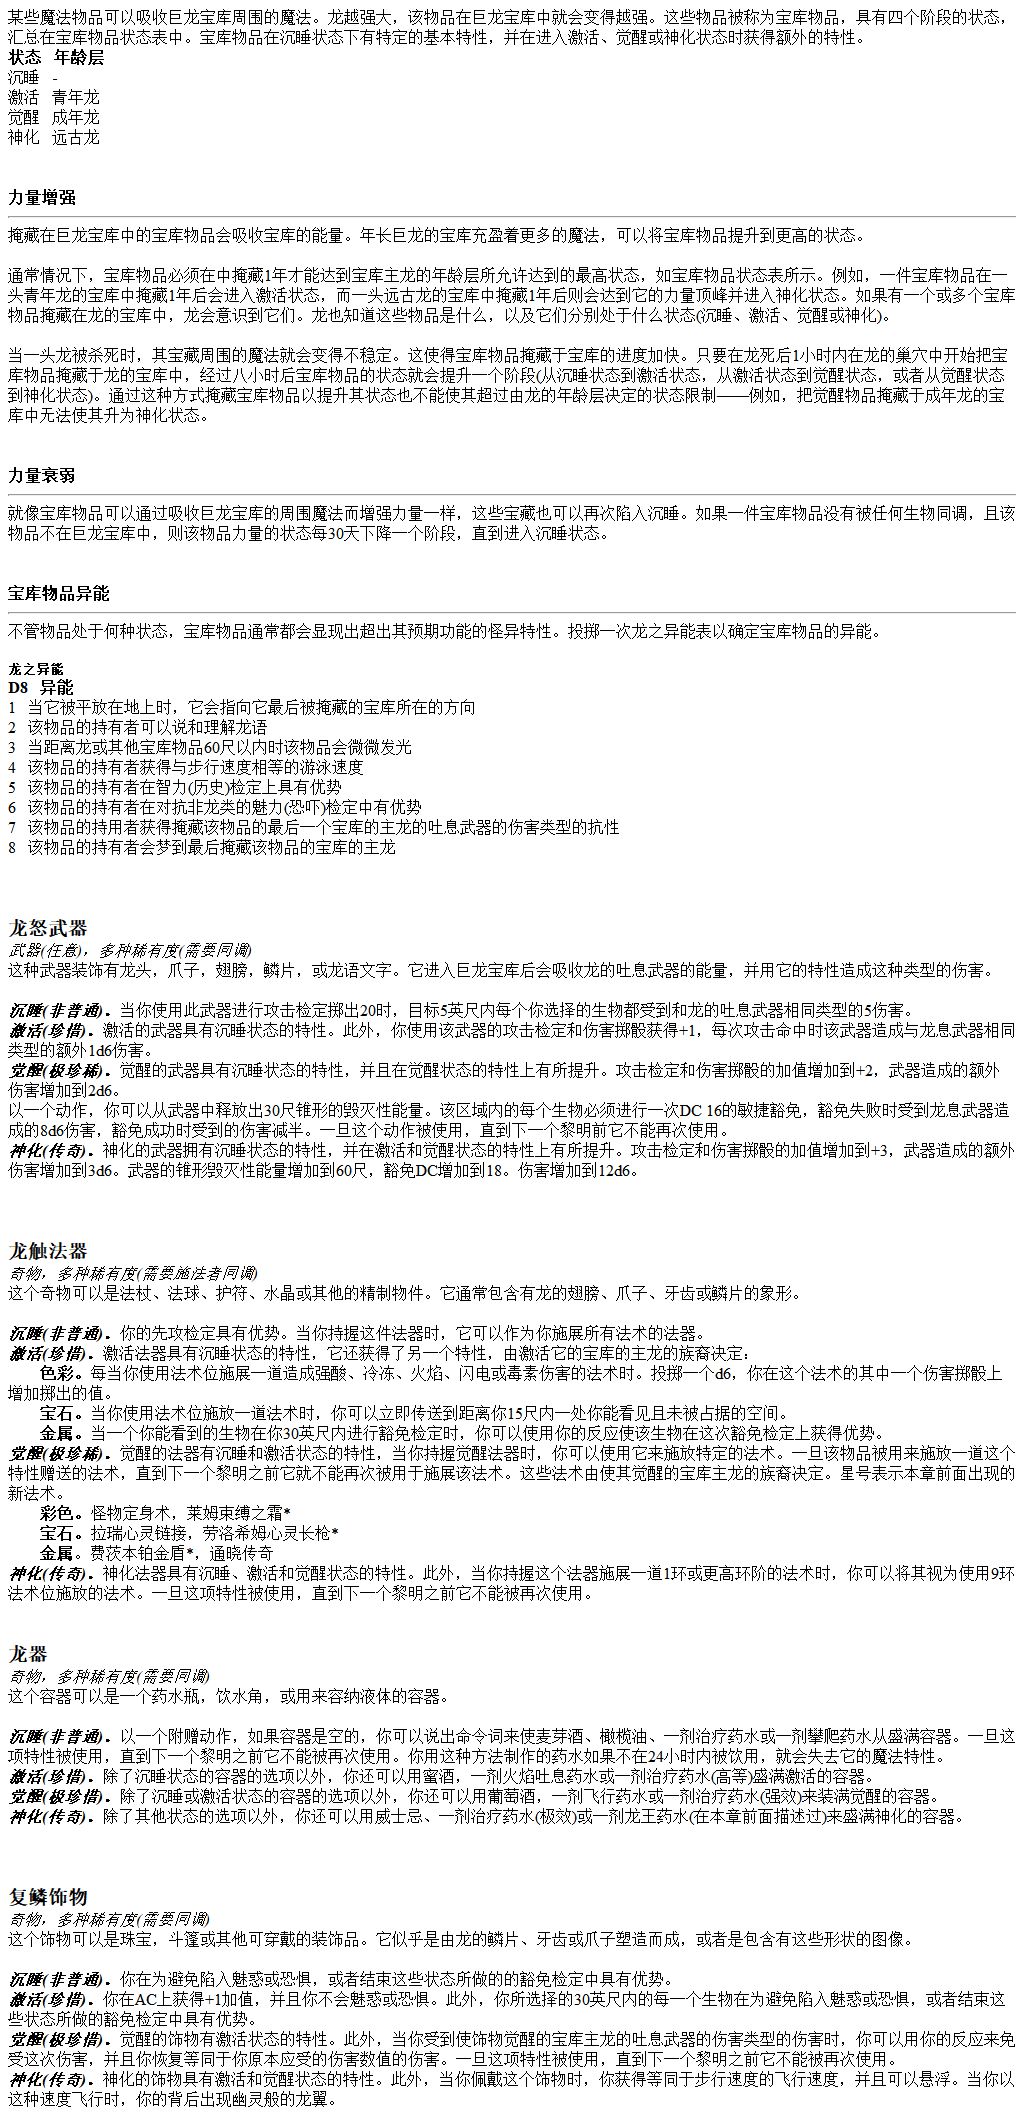 某些魔法物品可以吸收巨龙宝库周围的魔法。龙越强大，该物品在巨龙宝库中就会变得越强。这些物品被称为宝库物品，具有四个阶段的状态，
汇总在宝库物品状态表中。宝库物品在沉睡状态下有特定的基本特性，并在进入激活、觉醒或神化状态时获得额外的特性。
状态 年龄层
沉睡 -
激活 青年龙
觉醒 成年龙
神化 远古龙
力量增强
掩藏在巨龙宝库中的宝库物品会吸收宝库的能量。年长巨龙的宝库充盈着更多的魔法，可以将宝库物品提升到更高的状态。
通常情况下，宝库物品必须在中掩藏1年才能达到宝库主龙的年龄层所允许达到的最高状态，如宝库物品状态表所示。例如，一件宝库物品在一
头青年龙的宝库中掩藏1年后会进入激活状态，而一头远古龙的宝库中掩藏1年后则会达到它的力量顶峰并进入神化状态。如果有一个或多个宝库
物品掩藏在龙的宝库中，龙会意识到它们。龙也知道这些物品是什么，以及它们分别处于什么状态(沉睡、激活、觉醒或神化)。
当一头龙被杀死时，其宝藏周围的魔法就会变得不稳定。这使得宝库物品掩藏于宝库的进度加快。只要在龙死后1小时内在龙的巢穴中开始把宝
库物品掩藏于龙的宝库中，经过八小时后宝库物品的状态就会提升一个阶段(从沉睡状态到激活状态，从激活状态到觉醒状态，或者从觉醒状态
到神化状态)。通过这种方式掩藏宝库物品以提升其状态也不能使其超过由龙的年龄层决定的状态限制——例如，把觉醒物品掩藏于成年龙的宝
库中无法使其升为神化状态。
力量衰弱
就像宝库物品可以通过吸收巨龙宝库的周围魔法而增强力量一样，这些宝藏也可以再次陷入沉睡。如果一件宝库物品没有被任何生物同调，且该
物品不在巨龙宝库中，则该物品力量的状态每30天下降一个阶段，直到进入沉睡状态。
宝库物品异能
不管物品处于何种状态，宝库物品通常都会显现出超出其预期功能的怪异特性。投掷一次龙之异能表以确定宝库物品的异能。
龙之异能
D8 异能
1 当它被平放在地上时，它会指向它最后被掩藏的宝库所在的方向
2 该物品的持有者可以说和理解龙语
3 当距离龙或其他宝库物品60尺以内时该物品会微微发光
4 该物品的持有者获得与步行速度相等的游泳速度
5 该物品的持有者在智力(历史)检定上具有优势
6 该物品的持有者在对抗非龙类的魅力(恐吓)检定中有优势
7 该物品的持用者获得掩藏该物品的最后一个宝库的主龙的吐息武器的伤害类型的抗性
8 该物品的持有者会梦到最后掩藏该物品的宝库的主龙
龙怒武器
武器(任意)，多种稀有度(需要同调)
这种武器装饰有龙头，爪子，翅膀，鳞片，或龙语文字。它进入巨龙宝库后会吸收龙的吐息武器的能量，并用它的特性造成这种类型的伤害。
沉睡(非普通)．当你使用此武器进行攻击检定掷出20时，目标5英尺内每个你选择的生物都受到和龙的吐息武器相同类型的5伤害。
激活(珍惜)．激活的武器具有沉睡状态的特性。此外，你使用该武器的攻击检定和伤害掷骰获得+1，每次攻击命中时该武器造成与龙息武器相同
类型的额外1d6伤害。
觉醒(极珍稀)．觉醒的武器具有沉睡状态的特性，并且在觉醒状态的特性上有所提升。攻击检定和伤害掷骰的加值增加到+2，武器造成的额外
伤害增加到2d6。
以一个动作，你可以从武器中释放出30尺锥形的毁灭性能量。该区域内的每个生物必须进行一次DC 16的敏捷豁免，豁免失败时受到龙息武器造
成的8d6伤害，豁免成功时受到的伤害减半。一旦这个动作被使用，直到下一个黎明前它不能再次使用。
神化(传奇)．神化的武器拥有沉睡状态的特性，并在激活和觉醒状态的特性上有所提升。攻击检定和伤害掷骰的加值增加到+3，武器造成的额外
伤害增加到3d6。武器的锥形毁灭性能量增加到60尺，豁免DC增加到18。伤害增加到12d6。
龙触法器
奇物，多种稀有度(需要施法者同调)
这个奇物可以是法杖、法球、护符、水晶或其他的精制物件。它通常包含有龙的翅膀、爪子、牙齿或鳞片的象形。
沉睡(非普通)．你的先攻检定具有优势。当你持握这件法器时，它可以作为你施展所有法术的法器。
激活(珍惜)．激活法器具有沉睡状态的特性，它还获得了另一个特性，由激活它的宝库的主龙的族裔决定：
色彩。每当你使用法术位施展一道造成强酸、冷冻、火焰、闪电或毒素伤害的法术时。投掷一个d6，你在这个法术的其中一个伤害掷骰上
增加掷出的值。
宝石。当你使用法术位施放一道法术时，你可以立即传送到距离你15尺内一处你能看见且未被占据的空间。
金属。当一个你能看到的生物在你30英尺内进行豁免检定时，你可以使用你的反应使该生物在这次豁免检定上获得优势。
觉醒(极珍稀)．觉醒的法器有沉睡和激活状态的特性，当你持握觉醒法器时，你可以使用它来施放特定的法术。一旦该物品被用来施放一道这个
特性赠送的法术，直到下一个黎明之前它就不能再次被用于施展该法术。这些法术由使其觉醒的宝库主龙的族裔决定。星号表示本章前面出现的
新法术。
彩色。怪物定身术，莱姆束缚之霜*
宝石。拉瑞心灵链接，劳洛希姆心灵长枪*
金属。费茨本铂金盾*，通晓传奇
神化(传奇)．神化法器具有沉睡、激活和觉醒状态的特性。此外，当你持握这个法器施展一道1环或更高环阶的法术时，你可以将其视为使用9环
法术位施放的法术。一旦这项特性被使用，直到下一个黎明之前它不能被再次使用。
龙器
奇物，多种稀有度(需要同调)
这个容器可以是一个药水瓶，饮水角，或用来容纳液体的容器。
沉睡(非普通)．以一个附赠动作，如果容器是空的，你可以说出命令词来使麦芽酒、橄榄油、一剂治疗药水或一剂攀爬药水从盛满容器。一旦这
项特性被使用，直到下一个黎明之前它不能被再次使用。你用这种方法制作的药水如果不在24小时内被饮用，就会失去它的魔法特性。
激活(珍惜)．除了沉睡状态的容器的选项以外，你还可以用蜜酒，一剂火焰吐息药水或一剂治疗药水(高等)盛满激活的容器。
觉醒(极珍惜)．除了沉睡或激活状态的容器的选项以外，你还可以用葡萄酒，一剂飞行药水或一剂治疗药水(强效)来装满觉醒的容器。
神化(传奇)．除了其他状态的选项以外，你还可以用威士忌、一剂治疗药水(极效)或一剂龙王药水(在本章前面描述过)来盛满神化的容器。
复鳞饰物
奇物，多种稀有度(需要同调)
这个饰物可以是珠宝，斗篷或其他可穿戴的装饰品。它似乎是由龙的鳞片、牙齿或爪子塑造而成，或者是包含有这些形状的图像。
沉睡(非普通)．你在为避免陷入魅惑或恐惧，或者结束这些状态所做的的豁免检定中具有优势。
激活(珍惜)．你在AC上获得+1加值，并且你不会魅惑或恐惧。此外，你所选择的30英尺内的每一个生物在为避免陷入魅惑或恐惧，或者结束这
些状态所做的豁免检定中具有优势。
觉醒(极珍惜)．觉醒的饰物有激活状态的特性。此外，当你受到使饰物觉醒的宝库主龙的吐息武器的伤害类型的伤害时，你可以用你的反应来免
受这次伤害，并且你恢复等同于你原本应受的伤害数值的伤害。一旦这项特性被使用，直到下一个黎明之前它不能被再次使用。
神化(传奇)．神化的饰物具有激活和觉醒状态的特性。此外，当你佩戴这个饰物时，你获得等同于步行速度的飞行速度，并且可以悬浮。当你以
这种速度飞行时，你的背后出现幽灵般的龙翼。